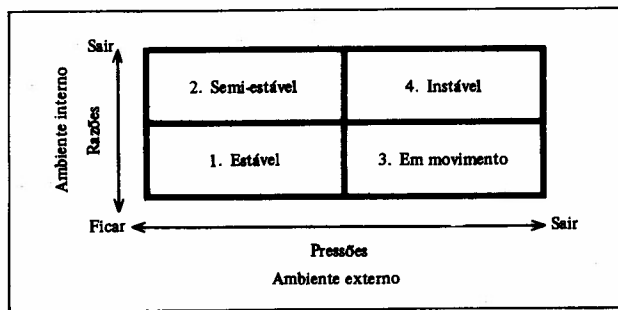 Sair
2. Semi-estável
4. Instável
Ambiente interno
Razões
1. Estável
3. Em movimento
Ficar
Sair
Pressões
Ambiente externo